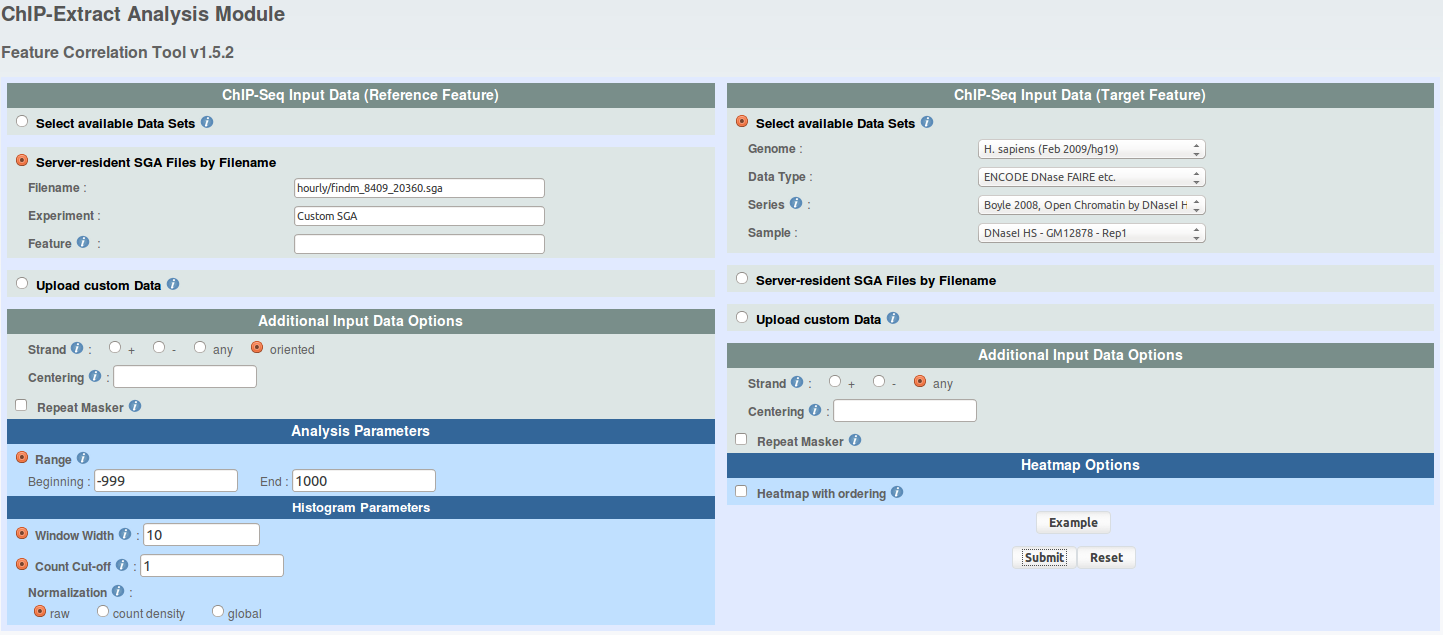 ChIP-Extract Analysis Module
Feature Correlation Tool v1.5.2
ChIP-Seq Input Data (Reference Feature)
Select available Data Sets i
Server-resident SGA Files by Filename
Filename : hourly/findm_8409_20360.sga
Experiment : Custom SGA
Feature i :
Upload custom Data i
Additional Input Data Options
Strand i : + - any oriented
Centering i :
Repeat Masker i
Analysis Parameters
Range i
Beginning : -999 End : 1000
Histogram Parameters
Window Width i : 10
Count Cut-off i : 1
Normalization i :
raw count density global
ChIP-Seq Input Data (Target Feature)
Select available Data Sets i
Genome : H. sapiens (Feb 2009/hg19)
Data Type : ENCODE DNase FAIRE etc.
Series i : Boyle 2008, Open Chromatin by DNaseI H
Sample : DNaseI HS - GM12878 - Rep1
Server-resident SGA Files by Filename
Upload custom Data i
Additional Input Data Options
Strand i : + - any
Centering i :
Repeat Masker i
Heatmap Options
Heatmap with ordering i
Example
Submit Reset